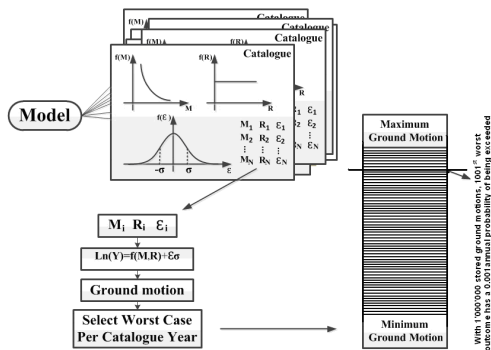 Catalogue
f(M)
Catalogue
Catalogue
Catalogue
f(M)
M
f(R)
R
R
f(ε)
-σ
σ
ε
M1 R1 ε1
M2 R2 ε2
⋮ ⋮ ⋮
MN RN εN
ε1
ε2
⋮
εN
Model
Mi Ri εi
Ln(Y)=f(M,R)+εσ
Ground motion
Select Worst Case
Per Catalogue Year
Maximum
Ground Motion
Minimum
Ground Motion
With 1'000'000 stored ground motions, 1001st worst
outcome has a 0.001annual probability of being exceeded